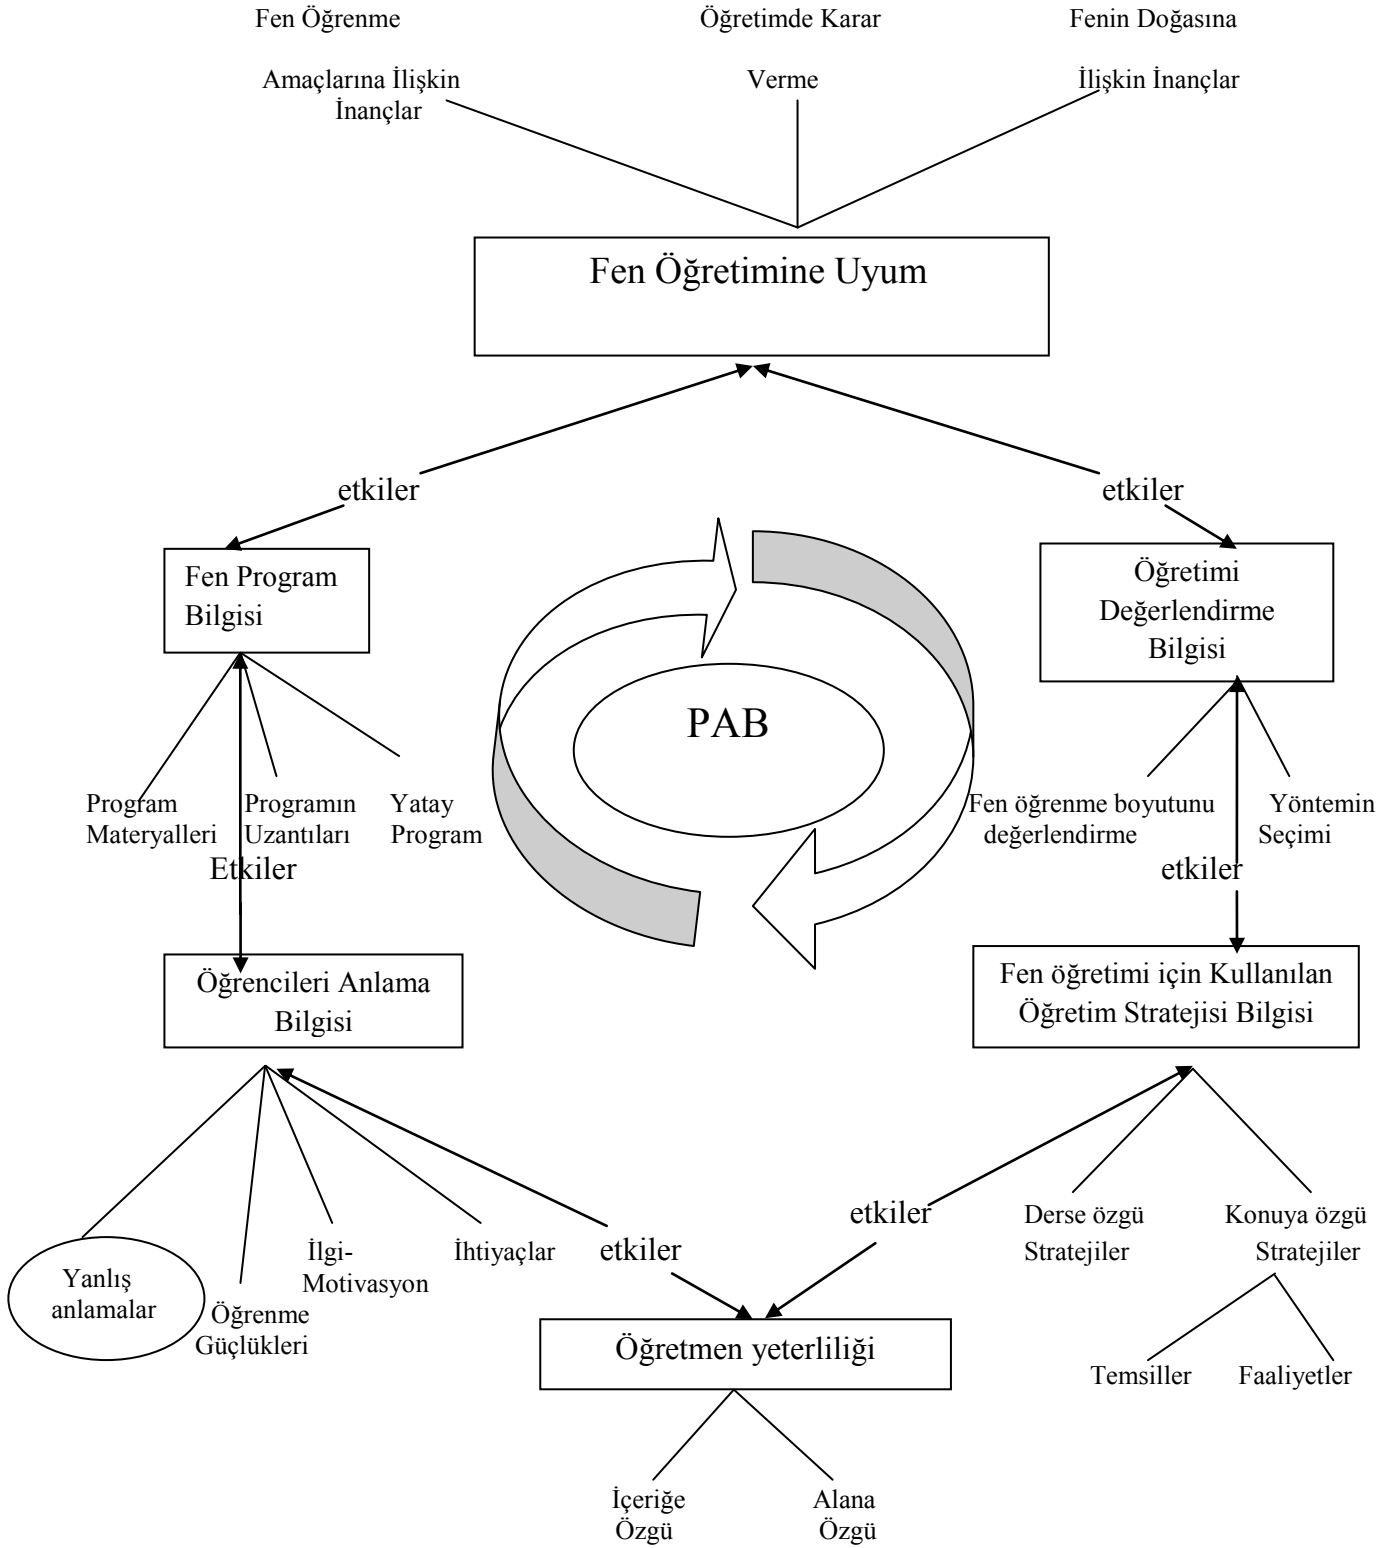 Fen Öğrenme
Amaçlarına İlişkin
İnançlar
Öğretimde Karar
Verme
Fenin Doğasına
İlişkin İnançlar
Fen Öğretimine Uyum
etkiler
etkiler
Fen Program
Bilgisi
Öğretimi
Değerlendirme
Bilgisi
PAB
Program
Materyalleri
Programın
Uzantıları
Yatay
Program
Fen öğrenme boyutunu
değerlendirme
Yöntemin
Seçimi
Etkiler
etkiler
Öğrencileri Anlama
Bilgisi
Fen öğretimi için Kullanılan
Öğretim Stratejisi Bilgisi
Yanlış
anlamalar
Öğrenme
Güçlükleri
İlgi-
Motivasyon
İhtiyaçlar
etkiler
etkiler
Derse özgü
Stratejiler
Konuya özgü
Stratejiler
Temsiller
Faaliyetler
Öğretmen yeterliliği
İçeriğe
Özgü
Alana
Özgü